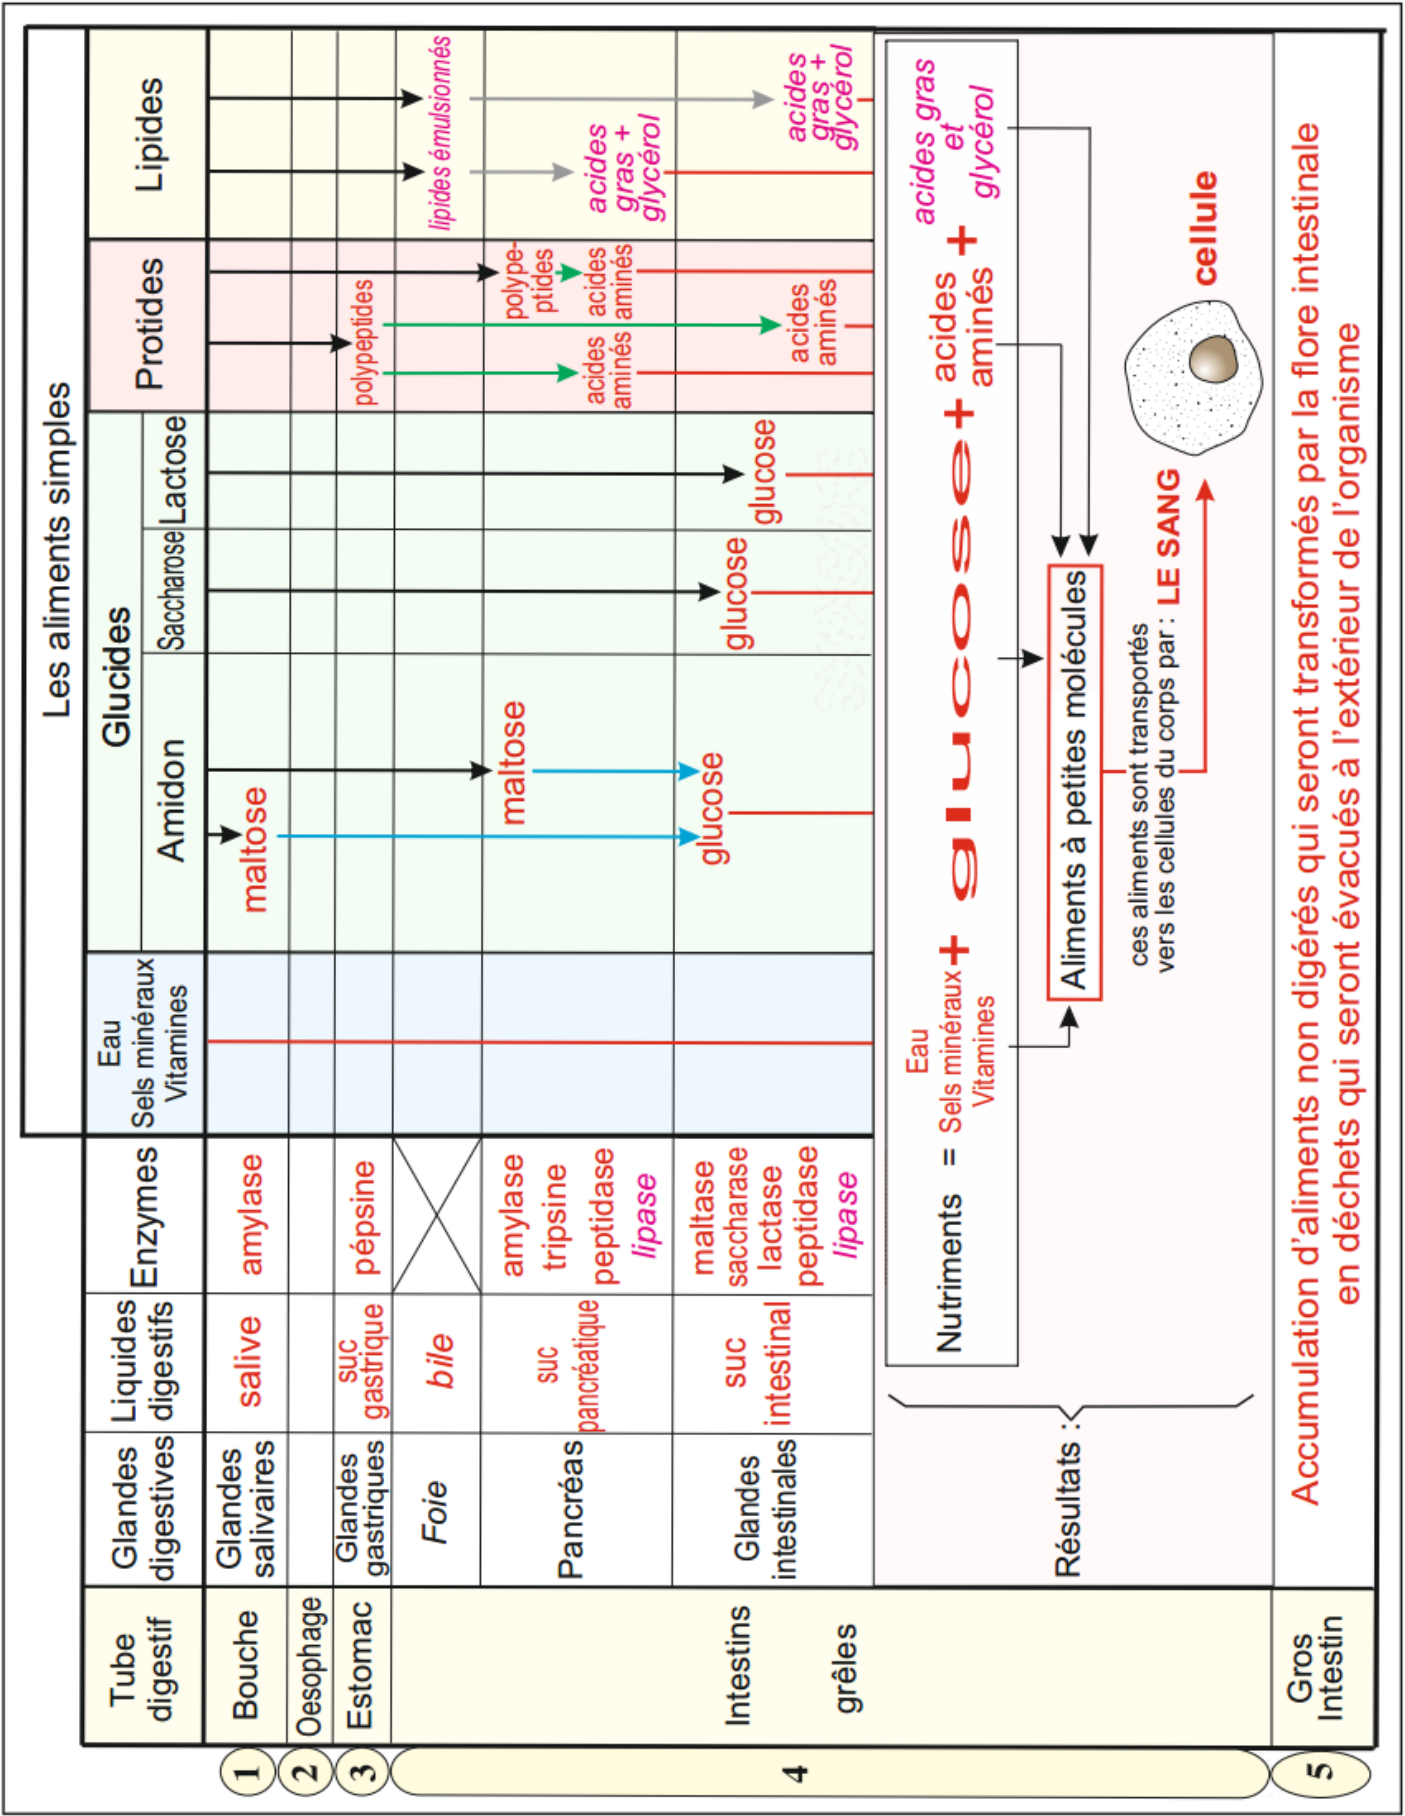 Les aliments simples
Tube
digestif
Glandes
digestives
Liquides
digestifs
Enzymes
Eau
Sels minéraux
Vitamines
Glucides
Amidon
Saccharose
Lactose
Protides
Lipides
1
Bouche
Glandes
salivaires
salive
amylase
maltose
2
Oesophage
3
Estomac
Glandes
gastriques
suc
gastrique
pépsine
polypeptides
4
Intestins
grêles
Foie
bile
lipides émulsionnés
Pancréas
suc
pancréatique
amylase
tripsine
peptidase
lipase
maltose
acides
aminés
polype-
ptides
acides
aminés
acides
gras +
glycérol
Glandes
intestinales
suc
intestinal
maltase
saccharase
lactase
peptidase
lipase
glucose
glucose
glucose
acides
aminés
acides
gras +
glycérol
Résultats :
Nutriments =
Eau
Sels minéraux
Vitamines
+
glucose
+
acides
aminés
+
acides gras
et
glycérol
Aliments à petites molécules
ces aliments sont transportés
vers les cellules du corps par : LE SANG
cellule
5
Gros
Intestin
Accumulation d'aliments non digérés qui seront transformés par la flore intestinale
en déchets qui seront évacués à l'extérieur de l'organisme